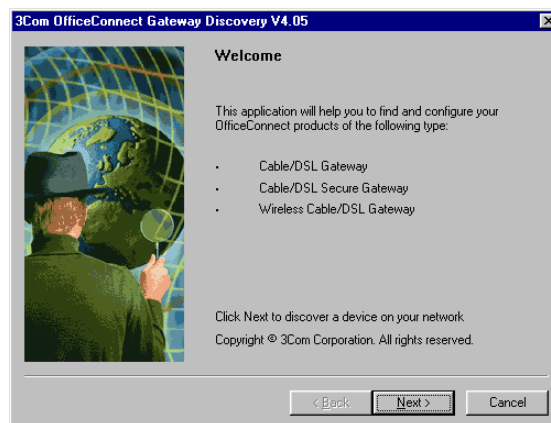 3Com OfficeConnect Gateway Discovery V4.05
Welcome
This application will help you to find and configure your
OfficeConnect products of the following type:
· Cable/DSL Gateway
· Cable/DSL Secure Gateway
· Wireless Cable/DSL Gateway
Click Next to discover a device on your network
Copyright © 3Com Corporation. All rights reserved.
< Back
Next >
Cancel